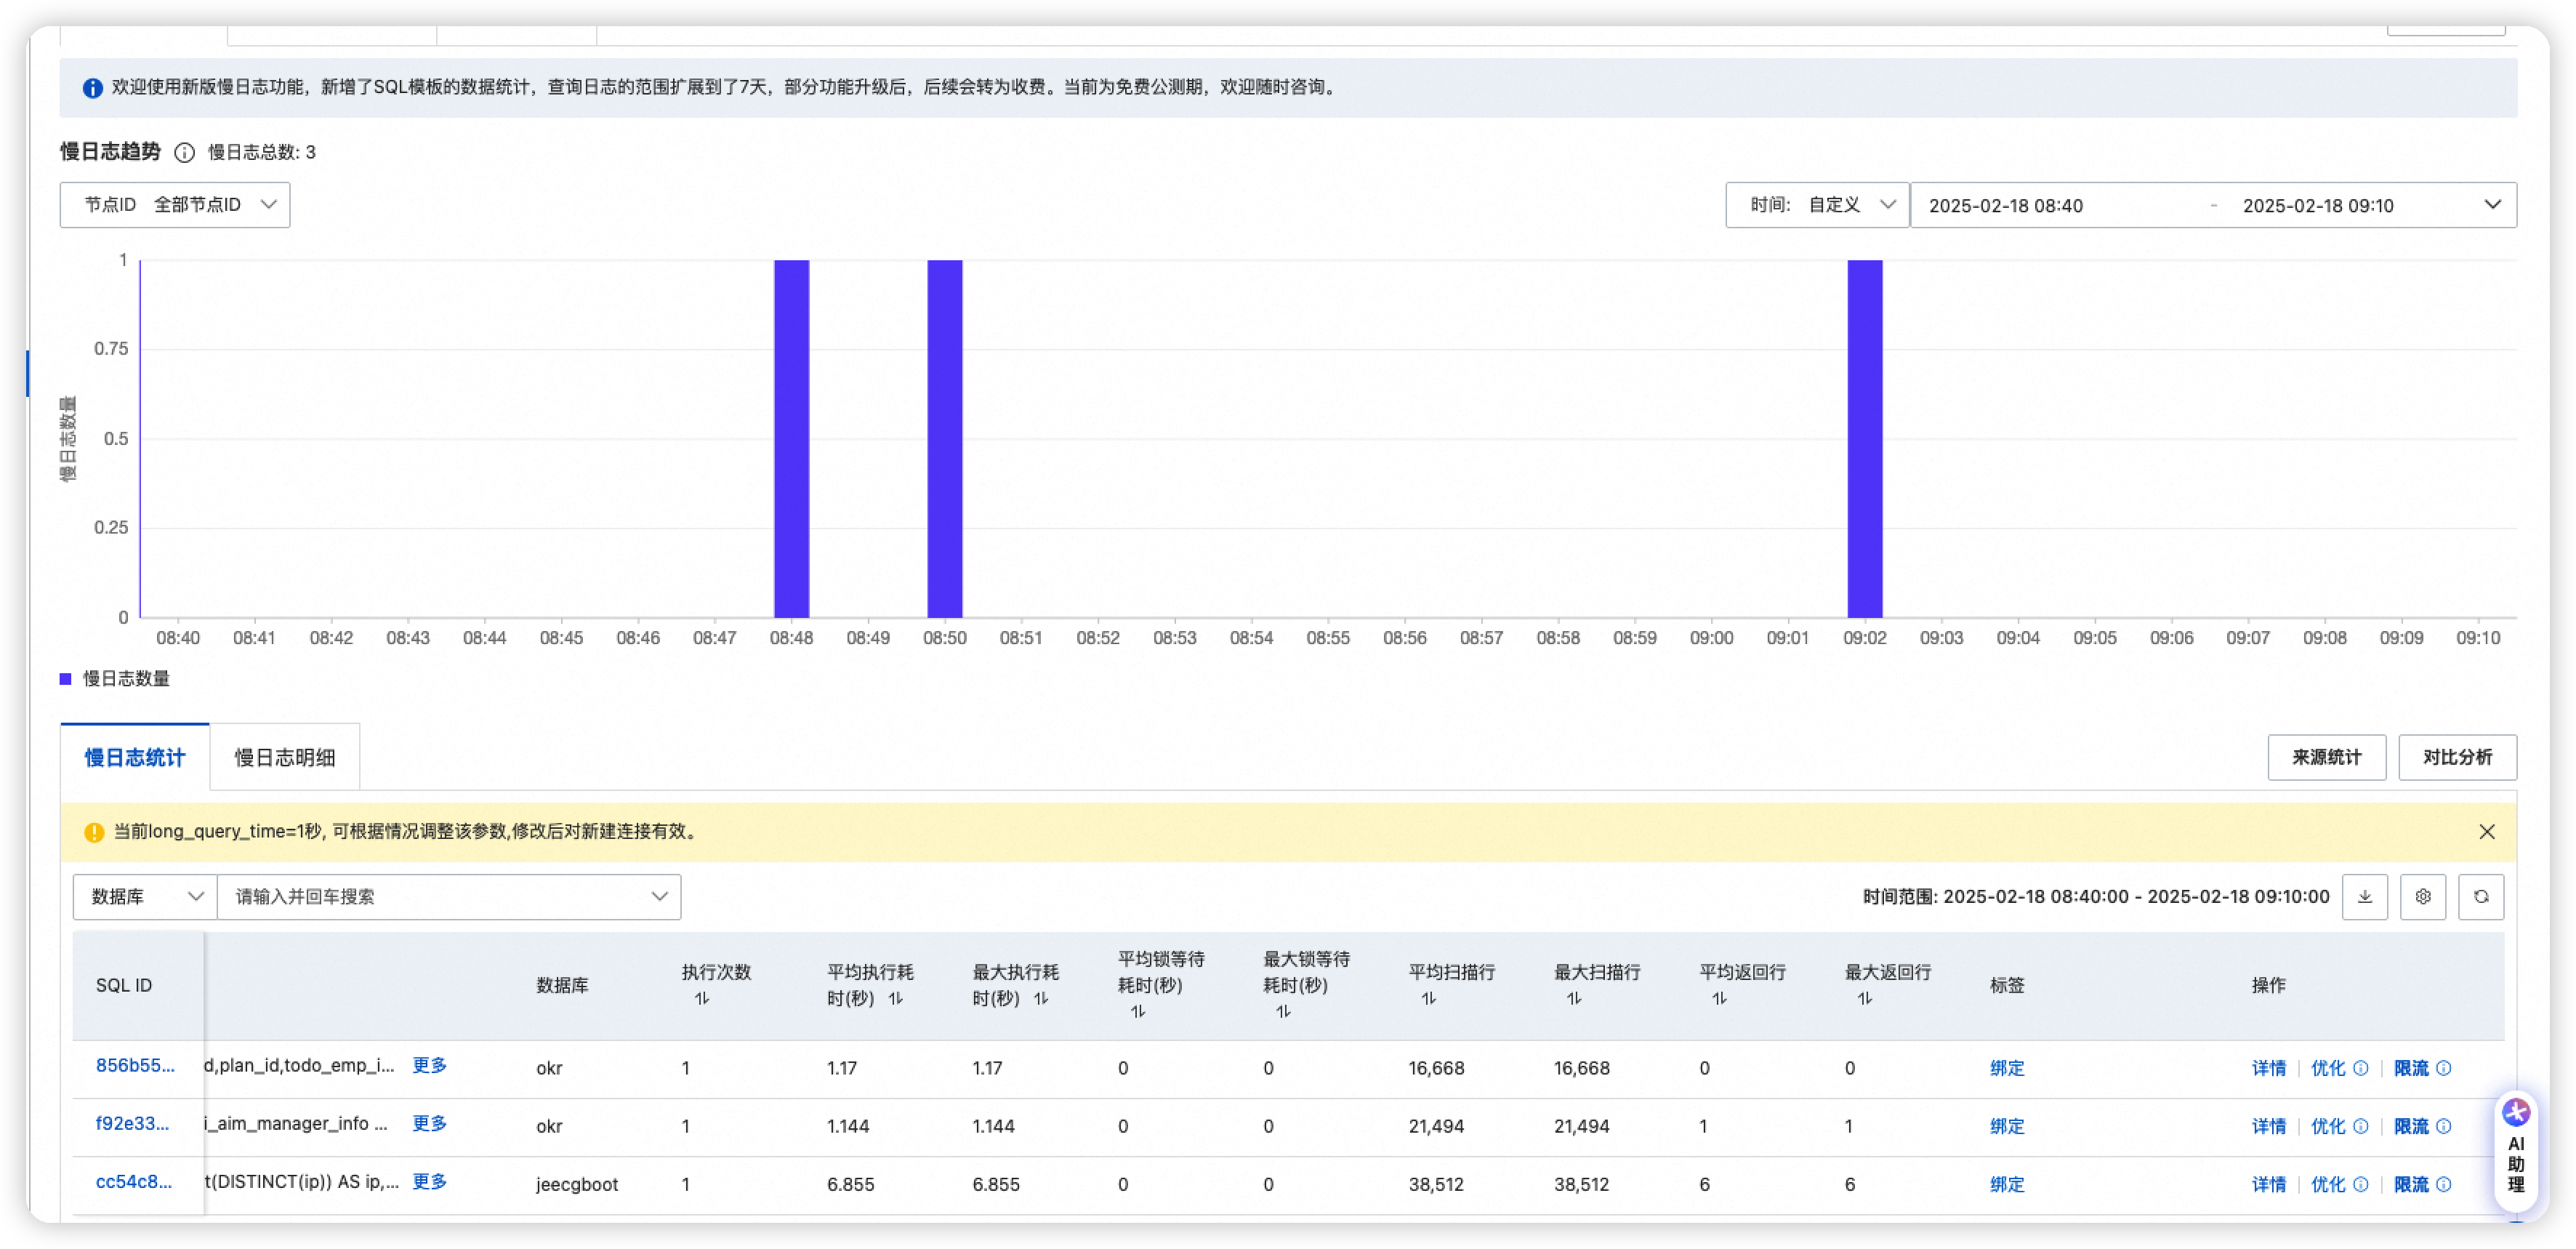 欢迎使用新版慢日志功能，新增了SQL模板的数据统计，查询日志的范围扩展到了7天，部分功能升级后，后续会转为收费。当前为免费公测期，欢迎随时咨询。
慢日志趋势 慢日志总数: 3
节点ID 全部节点ID 时间: 自定义 2025-02-18 08:40 - 2025-02-18 09:10
慢日志数量
1
0.75
0.5
0.25
0
08:40 08:41 08:42 08:43 08:44 08:45 08:46 08:47 08:48 08:49 08:50 08:51 08:52 08:53 08:54 08:55 08:56 08:57 08:58 08:59 09:00 09:01 09:02 09:03 09:04 09:05 09:06 09:07 09:08 09:09 09:10
慢日志数量
慢日志统计 慢日志明细 来源统计 对比分析
当前long_query_time=1秒, 可根据情况调整该参数,修改后对新建连接有效。
数据库 请输入并回车搜索 时间范围: 2025-02-18 08:40:00 - 2025-02-18 09:10:00
SQL ID 数据库 执行次数 平均执行耗时(秒) 最大执行耗时(秒) 平均锁等待耗时(秒) 最大锁等待耗时(秒) 平均扫描行 最大扫描行 平均返回行 最大返回行 标签 操作
856b55... d,plan_id,todo_emp_i... 更多 okr 1 1.17 1.17 0 0 16,668 16,668 0 0 绑定 详情 优化 限流
f92e33... i_aim_manager_info ... 更多 okr 1 1.144 1.144 0 0 21,494 21,494 1 1 绑定 详情 优化 限流
cc54c8... t(DISTINCT(ip)) AS ip,... 更多 jeecgboot 1 6.855 6.855 0 0 38,512 38,512 6 6 绑定 详情 优化 限流
AI助理